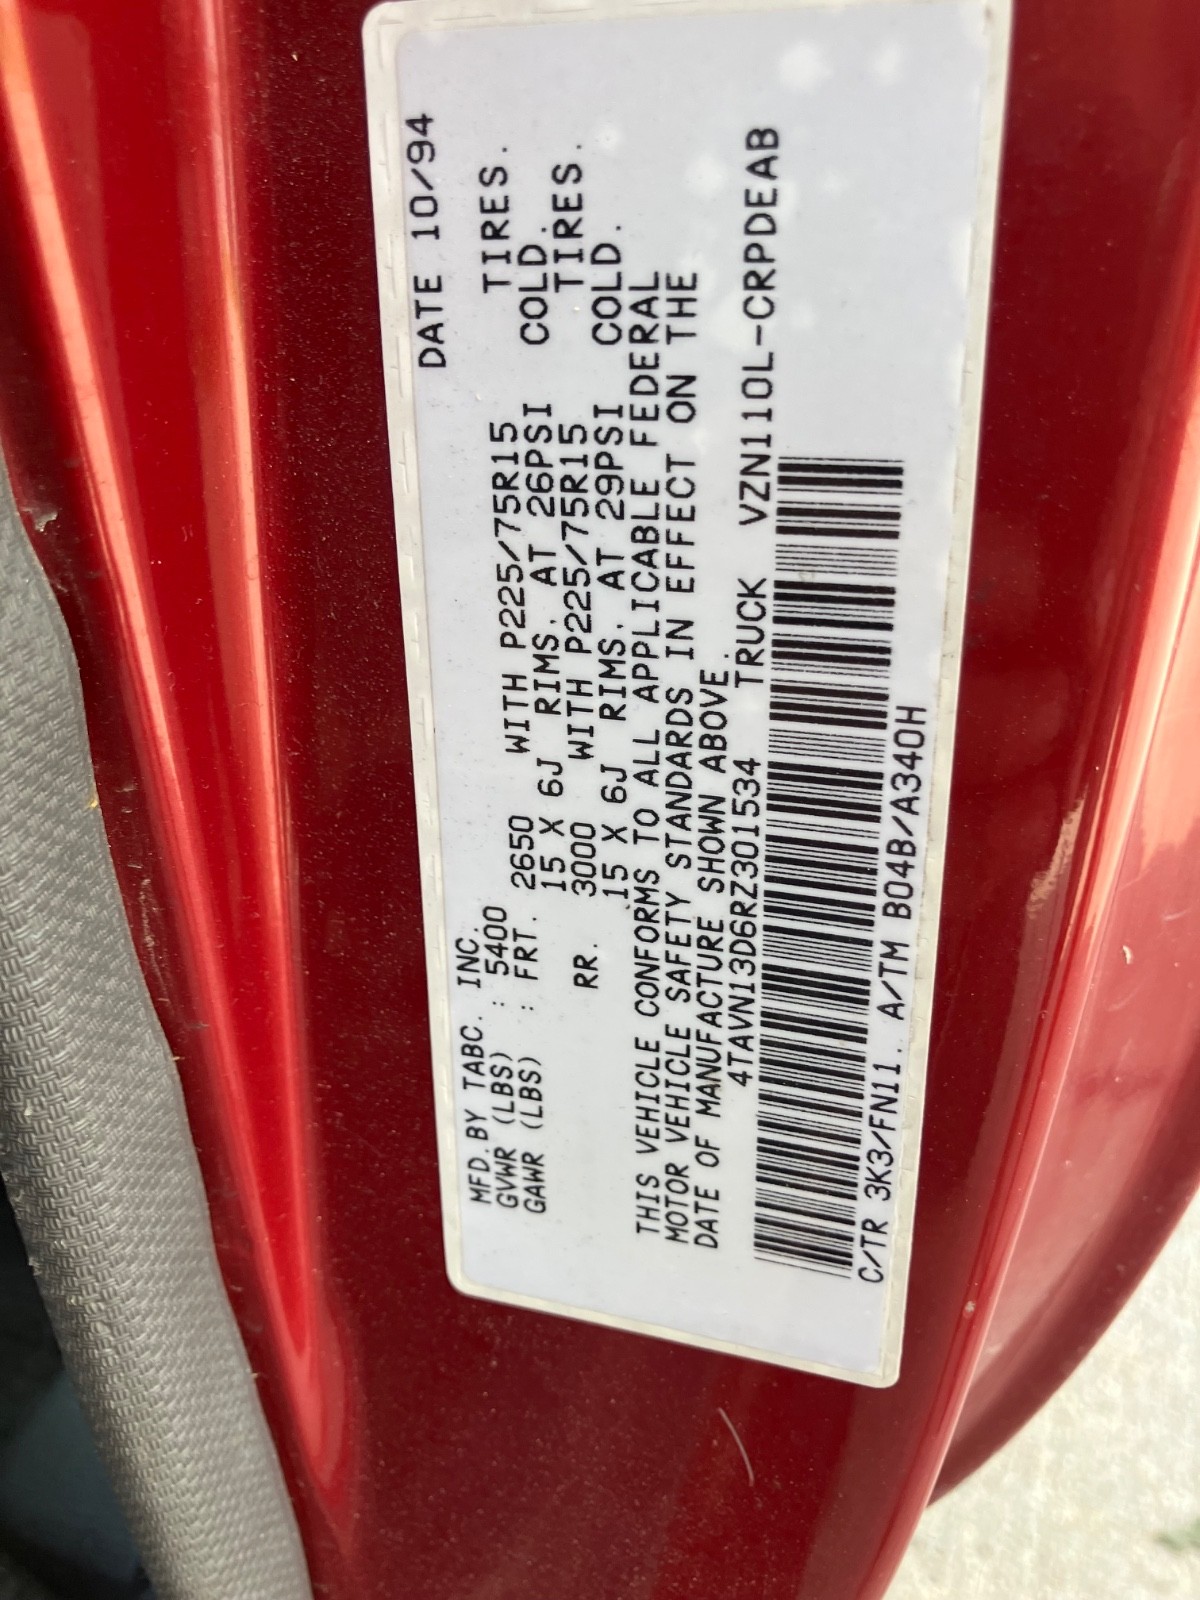 DATE 10/94
MFD. BY TABC. INC.
GVWR (LBS) : 5400
GAWR (LBS) : FRT. 2650 WITH P225/75R15 TIRES.
15 X 6J RIMS. AT 26PSI COLD.
RR. 3000 WITH P225/75R15 TIRES.
15 X 6J RIMS. AT 29PSI COLD.
THIS VEHICLE CONFORMS TO ALL APPLICABLE FEDERAL
MOTOR VEHICLE SAFETY STANDARDS IN EFFECT ON THE
DATE OF MANUFACTURE SHOWN ABOVE.
4TAVN13D6RZ301534 TRUCK VZN110L-CRPDEAB
C/TR 3K3/FN11. A/TM B04B/A340H